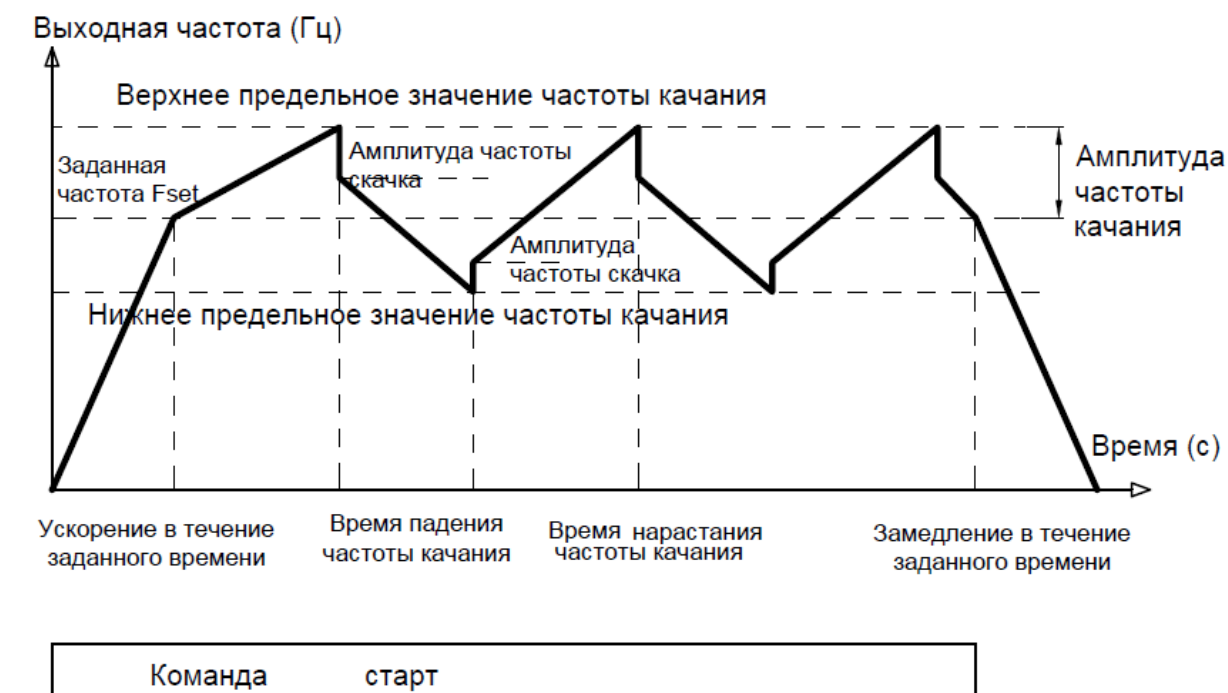 Выходная частота (Гц)
Верхнее предельное значение частоты качания
Заданная
частота Fset
Амплитуда частоты
скачка
Амплитуда
частоты
качания
Амплитуда
частоты скачка
Нижнее предельное значение частоты качания
Время (с)
Ускорение в течение
заданного времени
Время падения
частоты качания
Время нарастания
частоты качания
Замедление в течение
заданного времени
Команда старт